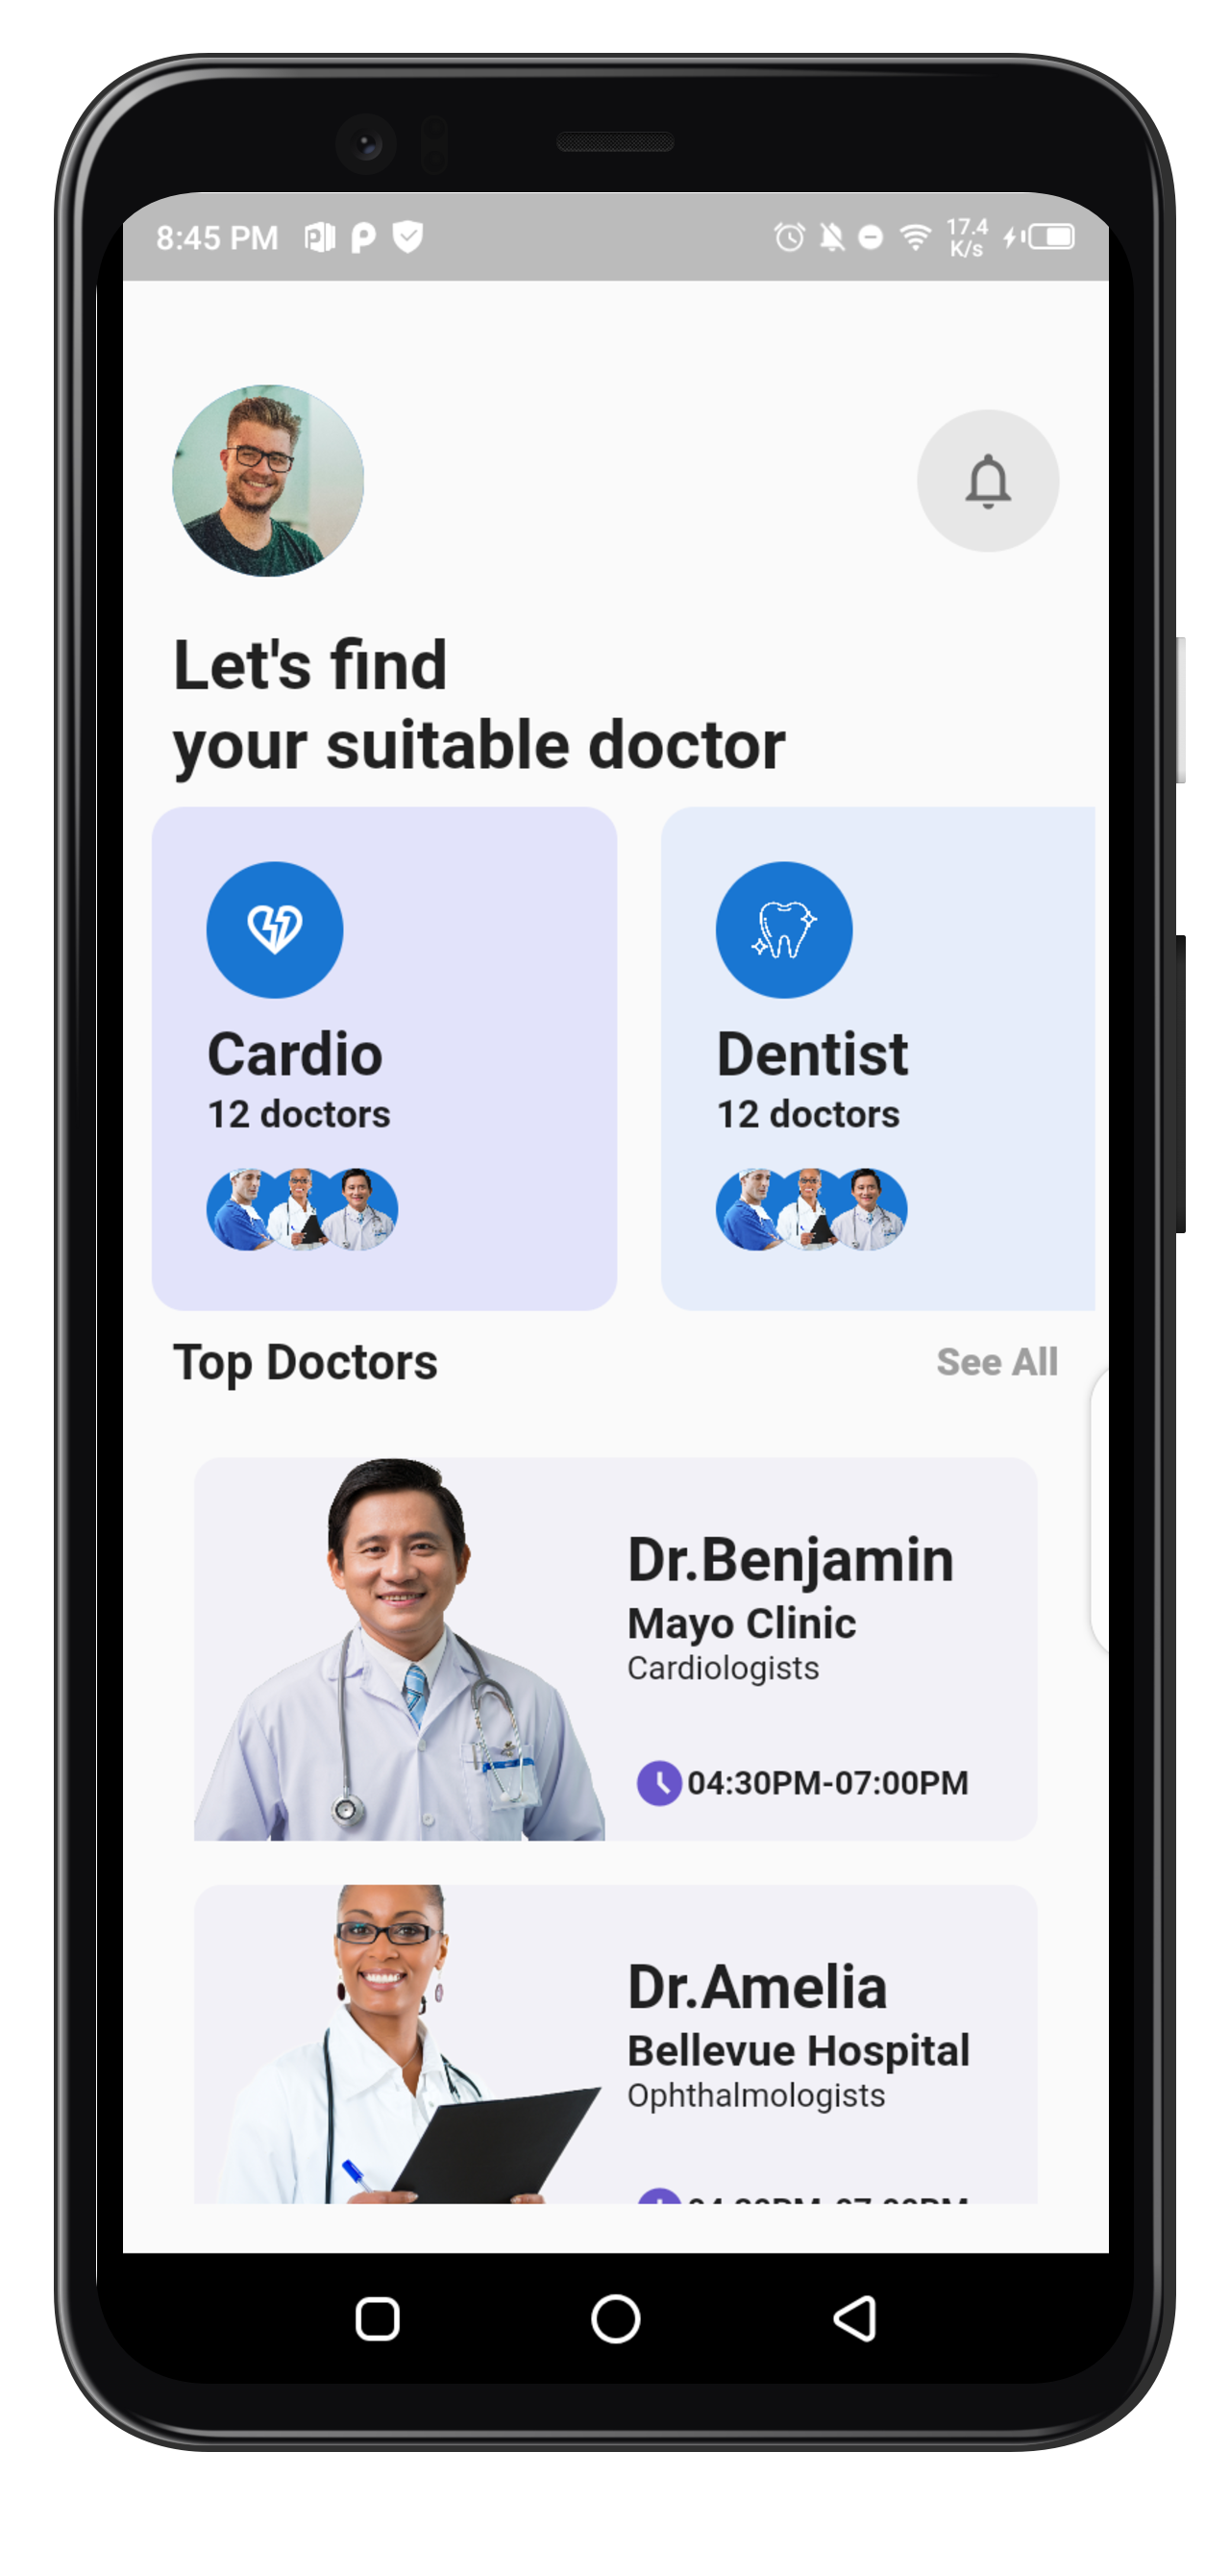 8:45 PM
17.4
K/s
Let's find
your suitable doctor
Cardio
12 doctors
Dentist
12 doctors
Top Doctors
See All
Dr.Benjamin
Mayo Clinic
Cardiologists
04:30PM-07:00PM
Dr.Amelia
Bellevue Hospital
Ophthalmologists